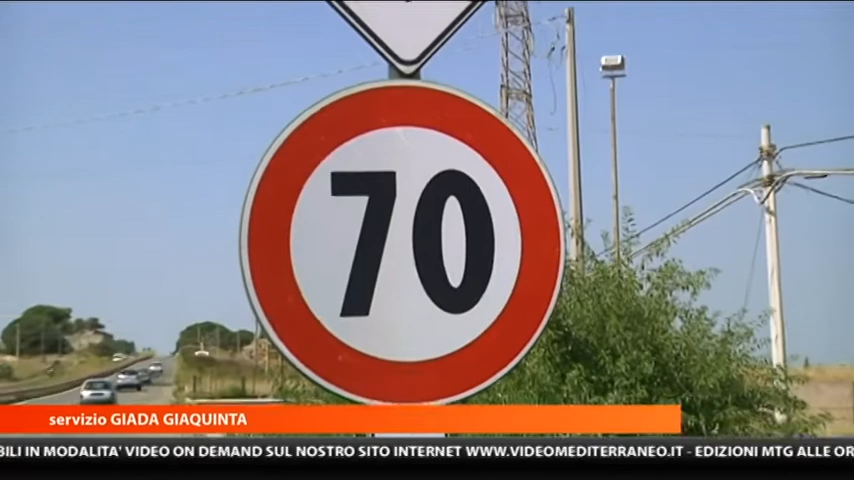 70
servizio GIADA GIAQUINTA
BILI IN MODALITA' VIDEO ON DEMAND SUL NOSTRO SITO INTERNET WWW.VIDEOMEDITERRANEO.IT - EDIZIONI MTG ALLE OR